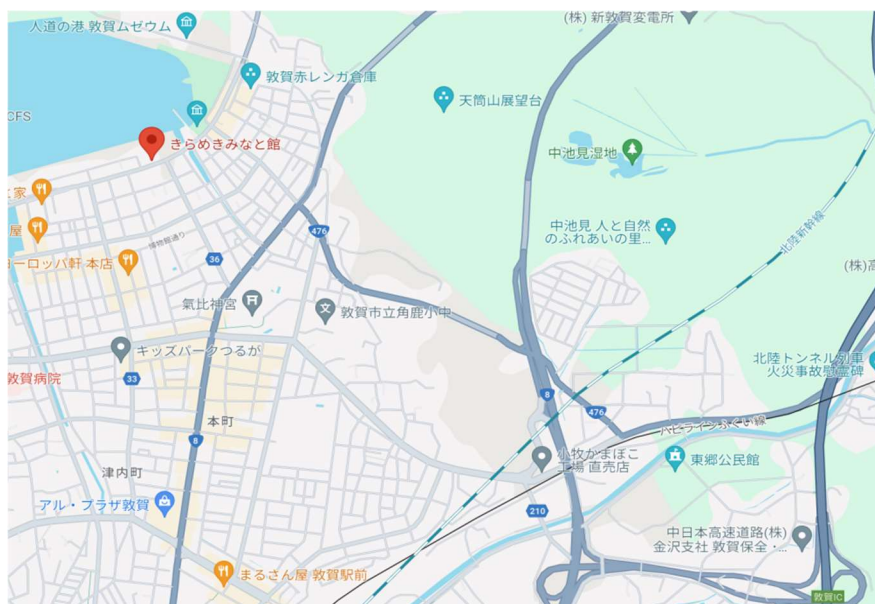 人道の港 敦賀ムゼウム
(株) 新敦賀変電所
敦賀赤レンガ倉庫
天筒山展望台
CFS
きらめきみなと館
中池見湿地
屋
476
中池見 人と自然
のふれあいの里...
北陸新幹線
博物館通り
36
ヨーロッパ軒 本店
(株)高
氣比神宮
敦賀市立角鹿小中
キッズパークつるが
北陸トンネル列車
火災事故慰霊碑
敦賀病院
33
8
476
ハピラインふくい線
本町
8
小牧かまぼこ
工場 直売店
東郷公民館
津内町
アル・プラザ敦賀
210
中日本高速道路(株)
金沢支社 敦賀保全・...
まるさん屋 敦賀駅前
敦賀IC